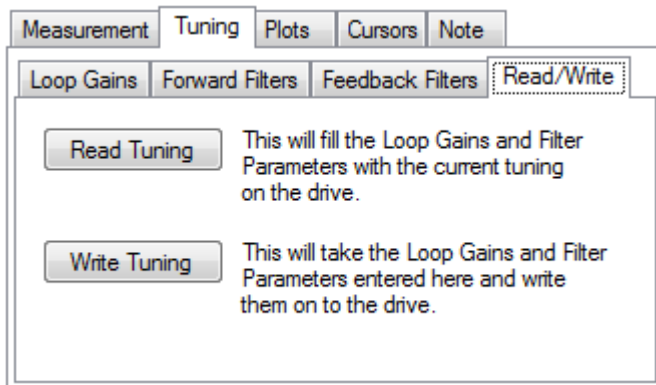 Measurement Tuning Plots Cursors Note
Loop Gains Forward Filters Feedback Filters Read/Write
Read Tuning
This will fill the Loop Gains and Filter
Parameters with the current tuning
on the drive.
Write Tuning
This will take the Loop Gains and Filter
Parameters entered here and write
them on to the drive.